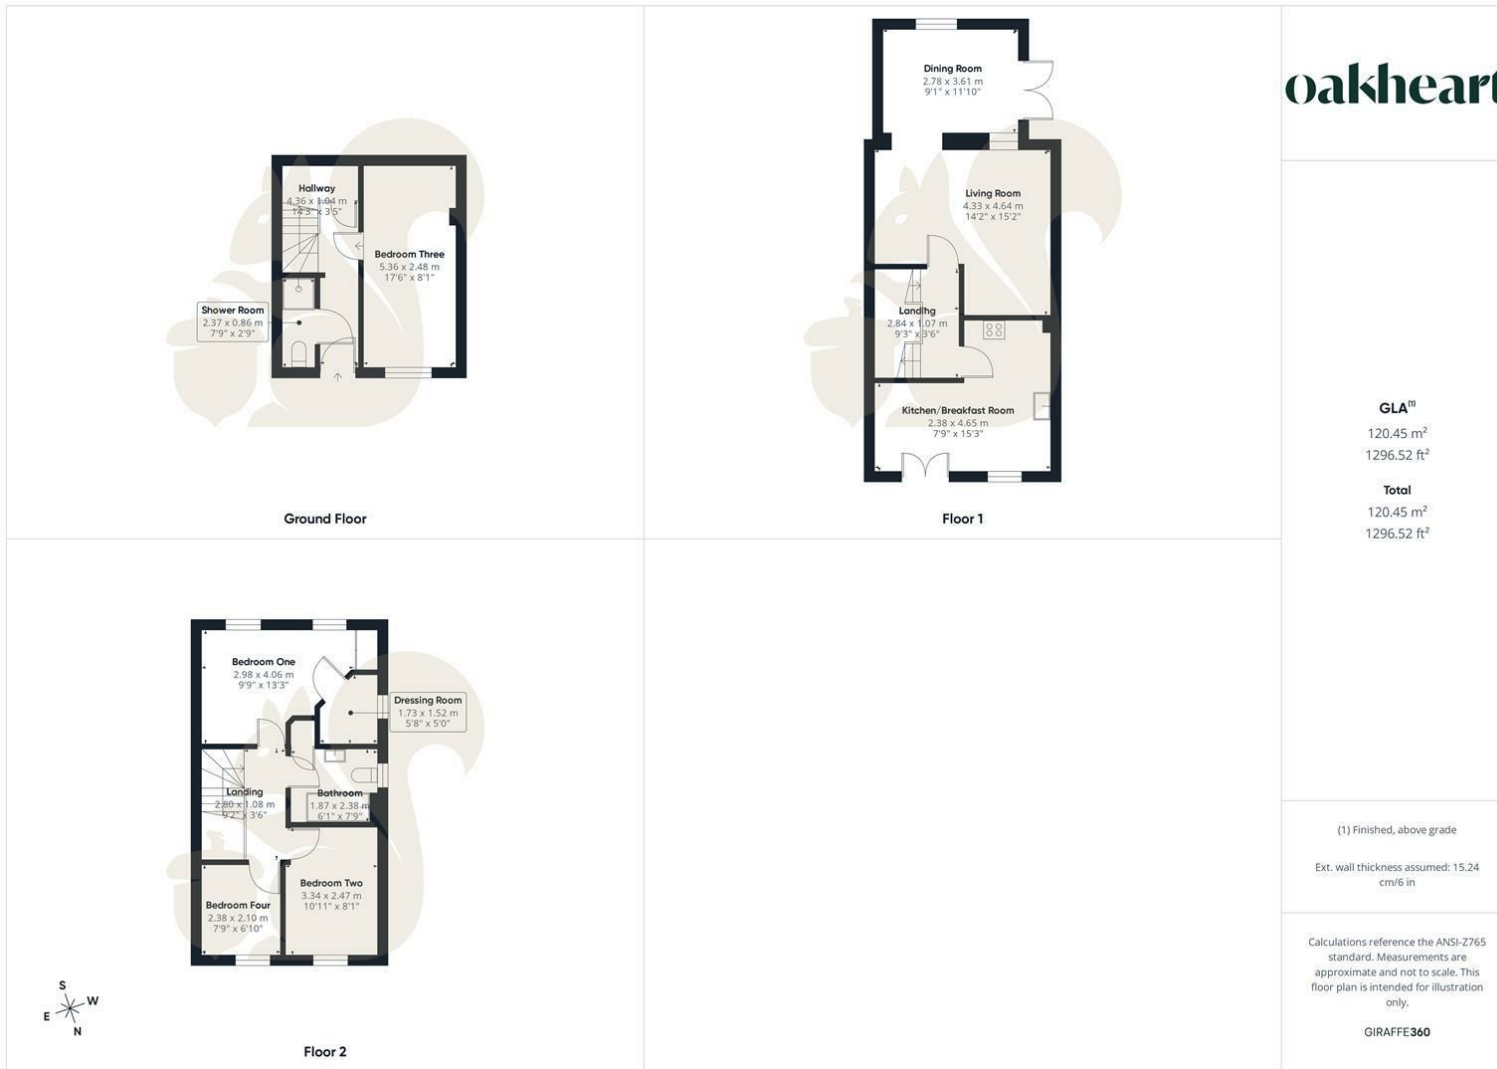 Hallway
4.36 x 1.04 m
14'3" x 3'5"
Bedroom Three
5.36 x 2.48 m
17'6" x 8'1"
Shower Room
2.37 x 0.86 m
7'9" x 2'9"
Ground Floor
Dining Room
2.78 x 3.61 m
9'1" x 11'10"
Living Room
4.33 x 4.64 m
14'2" x 15'2"
Landing
2.84 x 1.07 m
9'3" x 3'6"
Kitchen/Breakfast Room
2.38 x 4.65 m
7'9" x 15'3"
Floor 1
Bedroom One
2.98 x 4.06 m
9'9" x 13'3"
Dressing Room
1.73 x 1.52 m
5'8" x 5'0"
Landing
2.80 x 1.08 m
9'2" x 3'6"
Bathroom
1.87 x 2.38 m
6'1" x 7'9"
Bedroom Two
3.34 x 2.47 m
10'11" x 8'1"
Bedroom Four
2.38 x 2.10 m
7'9" x 6'10"
S
W
E
N
Floor 2
oakheart
GLA(1)
120.45 m²
1296.52 ft²
Total
120.45 m²
1296.52 ft²
(1) Finished, above grade
Ext. wall thickness assumed: 15.24
cm/6 in
Calculations reference the ANSI-Z765
standard. Measurements are
approximate and not to scale. This
floor plan is intended for illustration
only.
GIRAFFE360